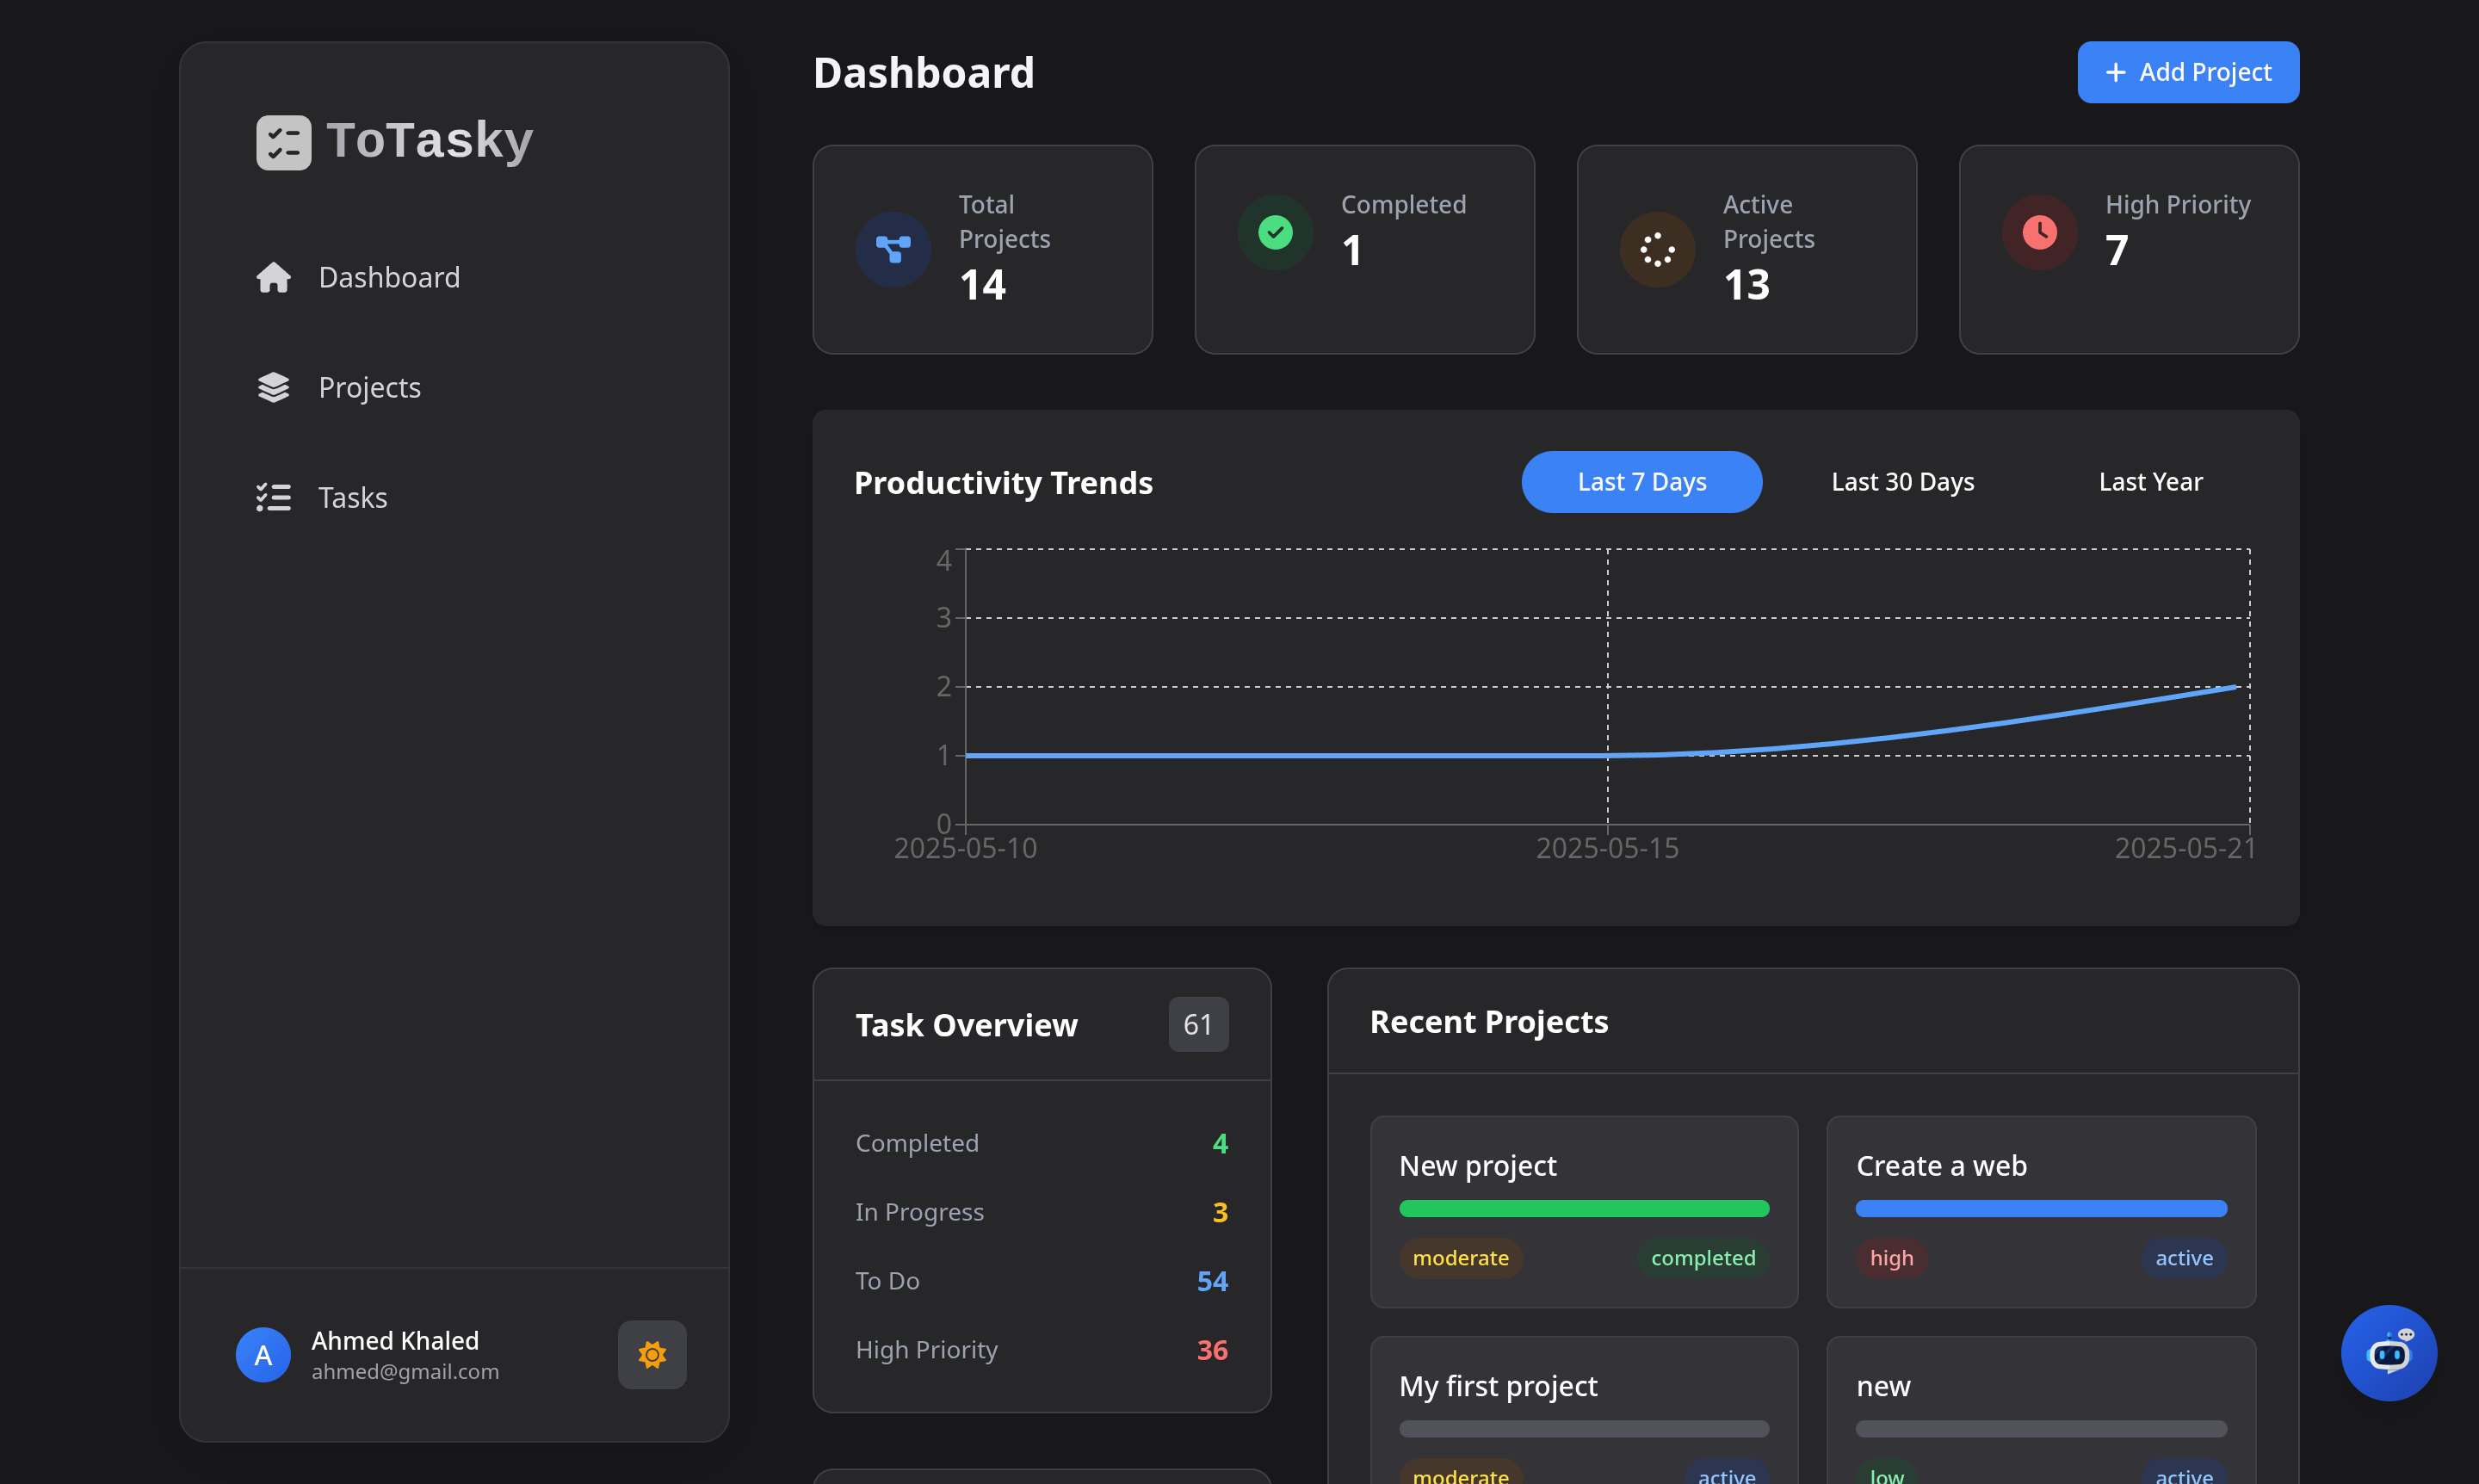 ToTasky
Dashboard
Projects
Tasks
A
Ahmed Khaled
ahmed@gmail.com
Dashboard
Add Project
Total
Projects
14
Completed
1
Active
Projects
13
High Priority
7
Productivity Trends
Last 7 Days
Last 30 Days
Last Year
4
3
2
1
0
2025-05-10
2025-05-15
2025-05-21
Task Overview
61
Completed
4
In Progress
3
To Do
54
High Priority
36
Recent Projects
New project
moderate
completed
Create a web
high
active
My first project
moderate
active
new
low
active